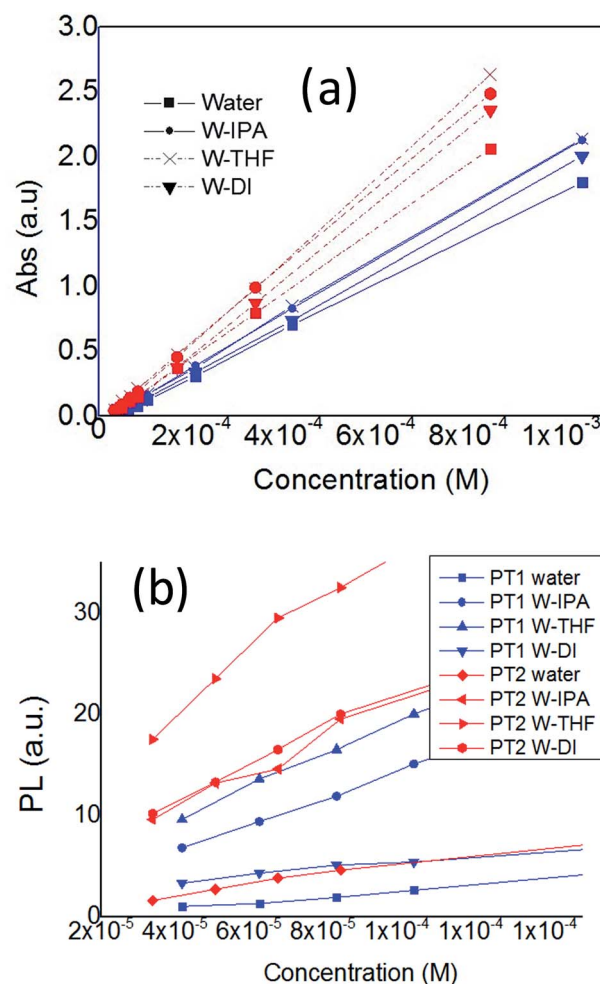 3.0
(a)
Water
W-IPA
W-THF
W-DI
2.5
2.0
1.5
1.0
0.5
0.0
Abs (a.u)
0 2x10⁻⁴ 4x10⁻⁴ 6x10⁻⁴ 8x10⁻⁴ 1x10⁻³
Concentration (M)
(b)
PT1 water
PT1 W-IPA
PT1 W-THF
PT1 W-DI
PT2 water
PT2 W-IPA
PT2 W-THF
PT2 W-DI
30
20
10
0
PL (a.u.)
2x10⁻⁵ 4x10⁻⁵ 6x10⁻⁵ 8x10⁻⁵ 1x10⁻⁴ 1x10⁻⁴ 1x10⁻⁴
Concentration (M)